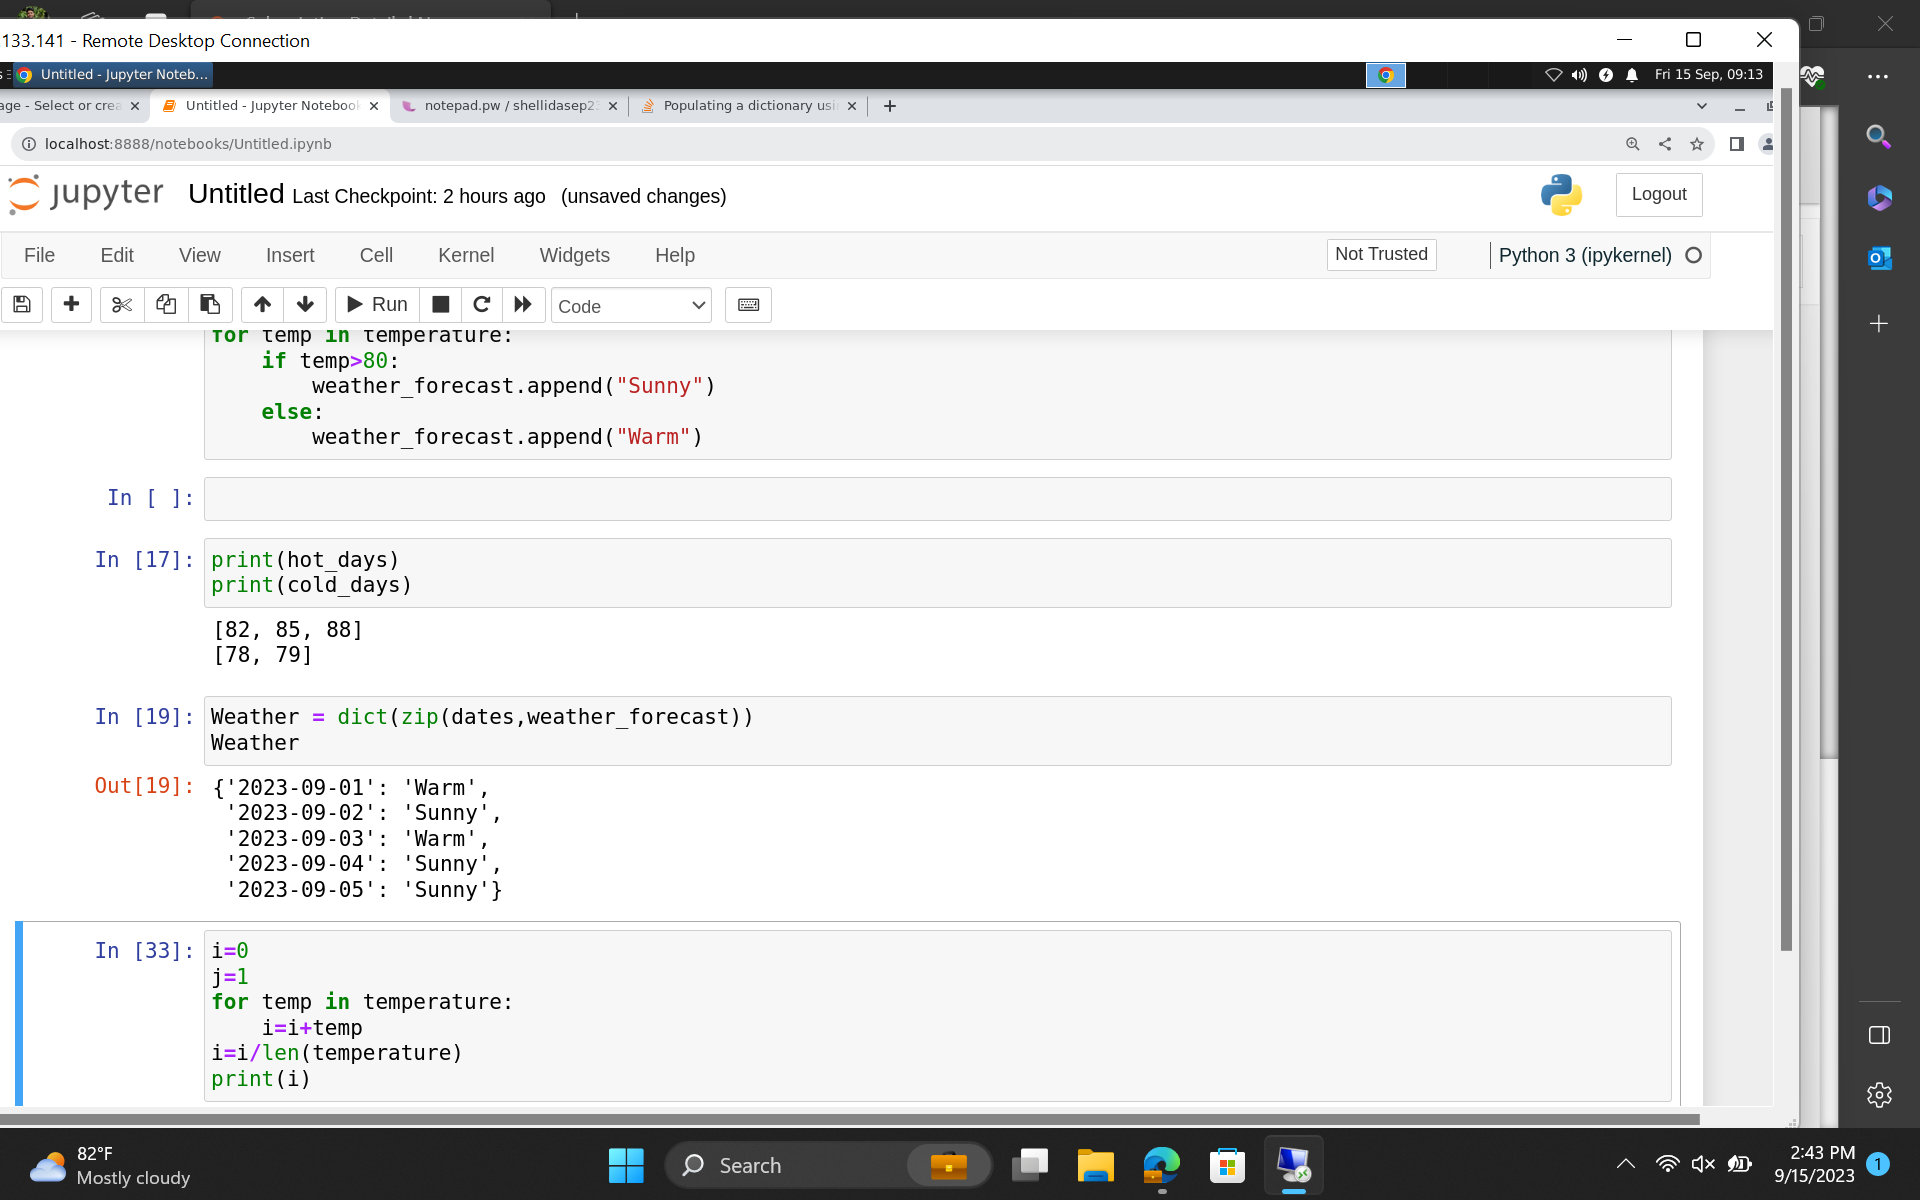 133.141 - Remote Desktop Connection
Untitled - Jupyter Noteb...
Fri 15 Sep, 09:13
age - Select or crea
Untitled - Jupyter Notebook
notepad.pw / shellidasep2
Populating a dictionary usi
localhost:8888/notebooks/Untitled.ipynb
jupyter Untitled Last Checkpoint: 2 hours ago (unsaved changes)
Logout
File Edit View Insert Cell Kernel Widgets Help
Not Trusted
Python 3 (ipykernel)
Run
Code
for temp in temperature:
    if temp>80:
        weather_forecast.append("Sunny")
    else:
        weather_forecast.append("Warm")
In [ ]:
In [17]: print(hot_days)
print(cold_days)
[82, 85, 88]
[78, 79]
In [19]: Weather = dict(zip(dates,weather_forecast))
Weather
Out[19]: {'2023-09-01': 'Warm',
'2023-09-02': 'Sunny',
'2023-09-03': 'Warm',
'2023-09-04': 'Sunny',
'2023-09-05': 'Sunny'}
In [33]: i=0
j=1
for temp in temperature:
    i=i+temp
i=i/len(temperature)
print(i)
82°F
Mostly cloudy
Search
2:43 PM
9/15/2023
1